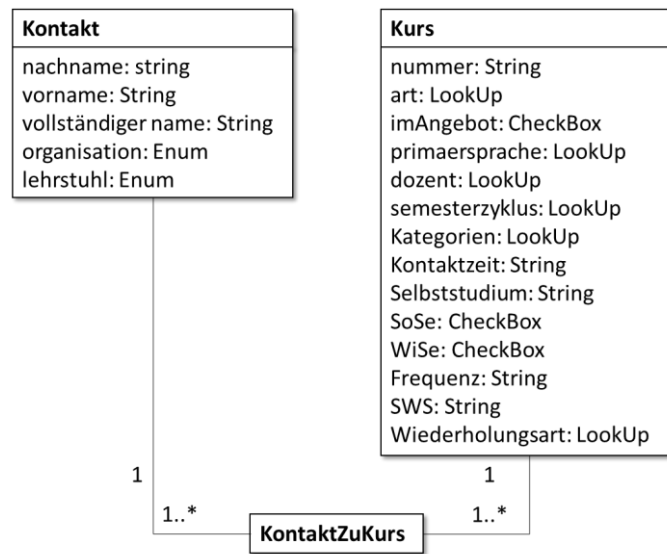 Kontakt
nachname: string
vorname: String
vollständiger name: String
organisation: Enum
lehrstuhl: Enum
Kurs
nummer: String
art: LookUp
imAngebot: CheckBox
primaersprache: LookUp
dozent: LookUp
semesterzyklus: LookUp
Kategorien: LookUp
Kontaktzeit: String
Selbststudium: String
SoSe: CheckBox
WiSe: CheckBox
Frequenz: String
SWS: String
Wiederholungsart: LookUp
1
1
1..*
1..*
KontaktZuKurs